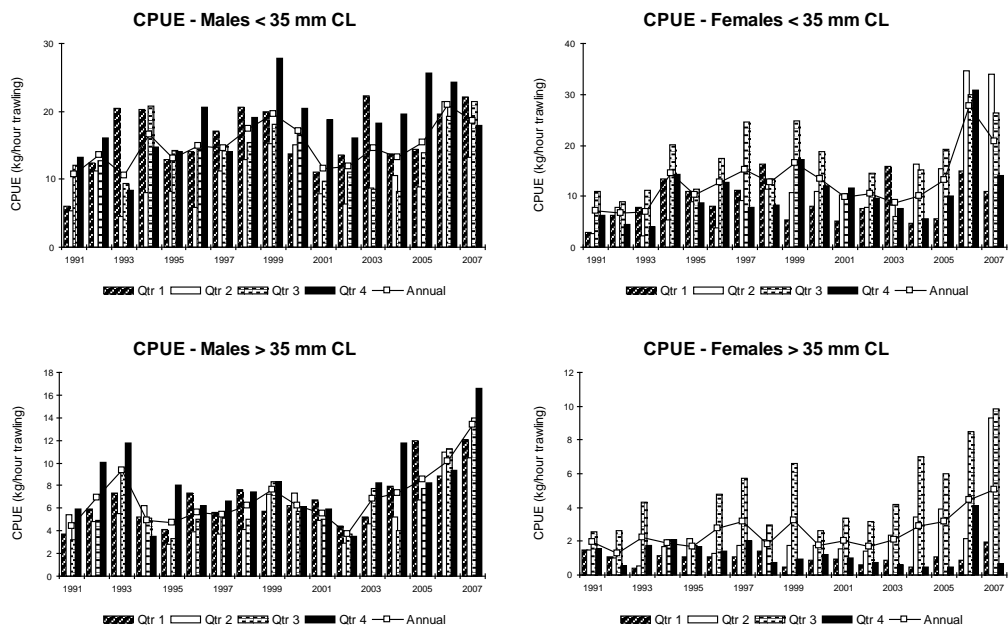 CPUE - Males < 35 mm CL
CPUE (kg/hour trawling)
30
20
10
0
1991 1993 1995 1997 1999 2001 2003 2005 2007
Qtr 1 Qtr 2 Qtr 3 Qtr 4 Annual
CPUE - Females < 35 mm CL
CPUE (kg/hour trawling)
40
30
20
10
0
1991 1993 1995 1997 1999 2001 2003 2005 2007
Qtr 1 Qtr 2 Qtr 3 Qtr 4 Annual
CPUE - Males > 35 mm CL
CPUE (kg/hour trawling)
18
16
14
12
10
8
6
4
2
0
1991 1993 1995 1997 1999 2001 2003 2005 2007
Qtr 1 Qtr 2 Qtr 3 Qtr 4 Annual
CPUE - Females > 35 mm CL
CPUE (kg/hour trawling)
12
10
8
6
4
2
0
1991 1993 1995 1997 1999 2001 2003 2005 2007
Qtr 1 Qtr 2 Qtr 3 Qtr 4 Annual